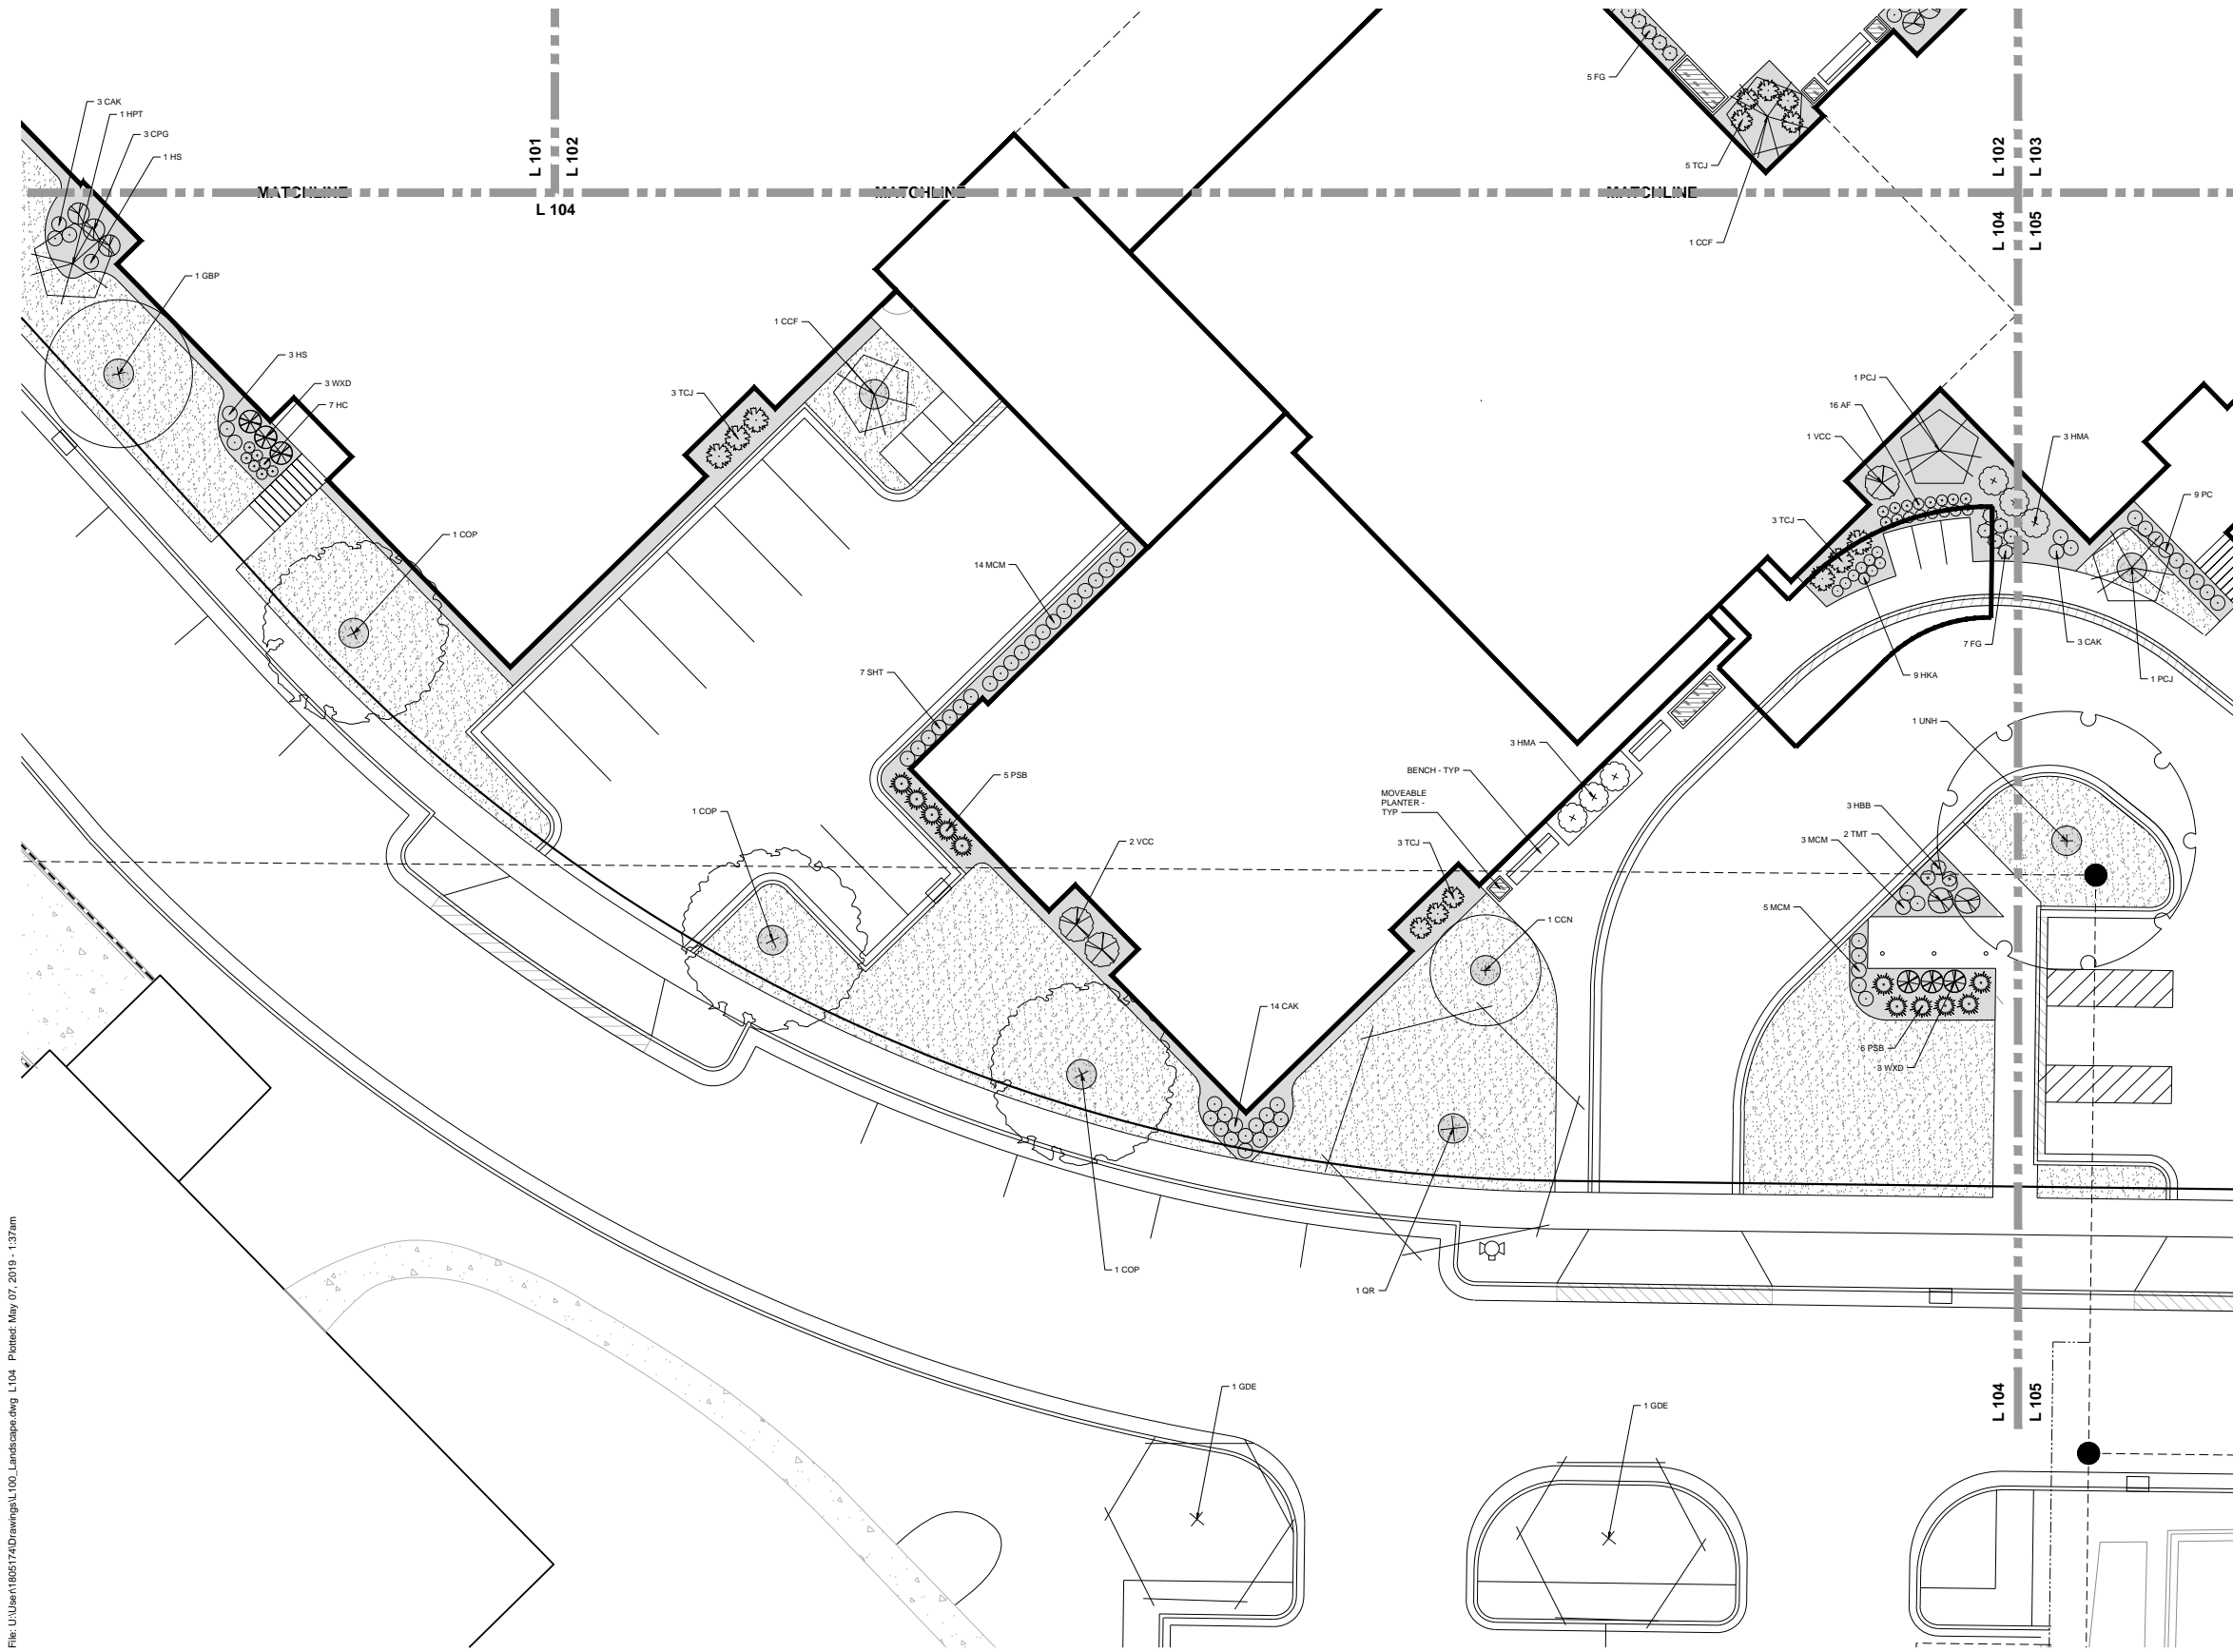 5 FG
3 CAK
1 HPT
3 CPG
1 HS
L 101
L 102
L 102
L 103
5 TCJ
MATCHLINE
MATCHLINE
MATCHLINE
L 104
L 104
L 105
1 CCF
1 GBP
1 CCF
3 HS
3 WXD
7 HC
3 TCJ
1 PCJ
16 AF
1 VCC
3 HMA
9 PC
3 TCJ
1 COP
14 MCM
7 FG
3 CAK
9 HKA
1 PCJ
7 SHT
1 UNH
3 HMA
BENCH - TYP
MOVEABLE
PLANTER -
TYP
5 PSB
1 COP
2 VCC
3 TCJ
3 HBB
2 TMT
3 MCM
5 MCM
1 CCN
14 CAK
6 PSB
3 WXD
1 COP
1 QR
1 GDE
1 GDE
L 104
L 105
File: U:\User\1805174\Drawings\L100_Landscape.dwg L104 Plotted: May 07, 2019 - 1:37am